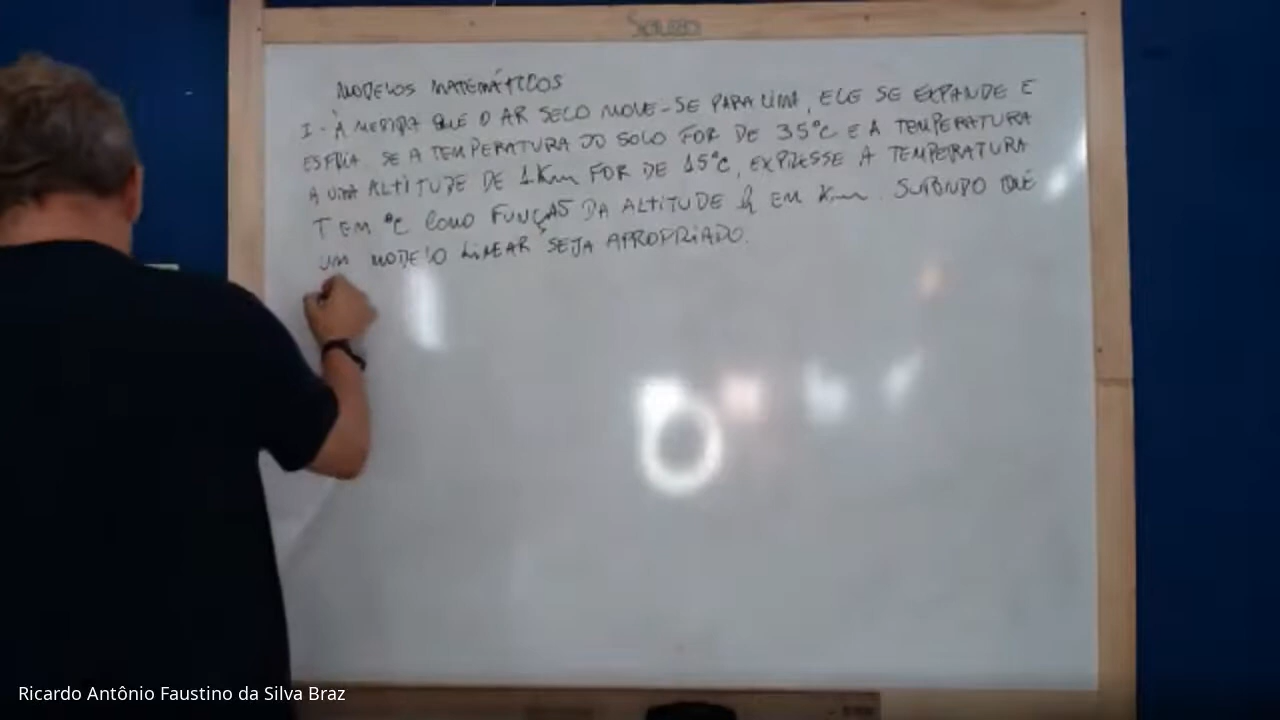 MODELOS MATEMÁTICOS
I - À MEDIDA QUE O AR SECO MOVE-SE PARA CIMA, ELE SE EXPANDE E
ESFRIA. SE A TEMPERATURA DO SOLO FOR DE 35°C E A TEMPERATURA
A UMA ALTITUDE DE 1Km FOR DE 15°C, EXPRESSE A TEMPERATURA
T EM °C COMO FUNÇÃO DA ALTITUDE h EM Km. SUPONDO QUE
UM MODELO LINEAR SEJA APROPRIADO.
Ricardo Antônio Faustino da Silva Braz